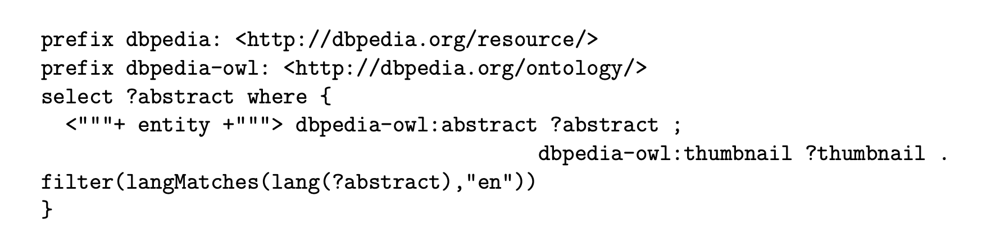 prefix dbpedia: <http://dbpedia.org/resource/>
prefix dbpedia-owl: <http://dbpedia.org/ontology/>
select ?abstract where {
<"""+ entity +"""> dbpedia-owl:abstract ?abstract ;
dbpedia-owl:thumbnail ?thumbnail .
filter(langMatches(lang(?abstract),"en"))
}